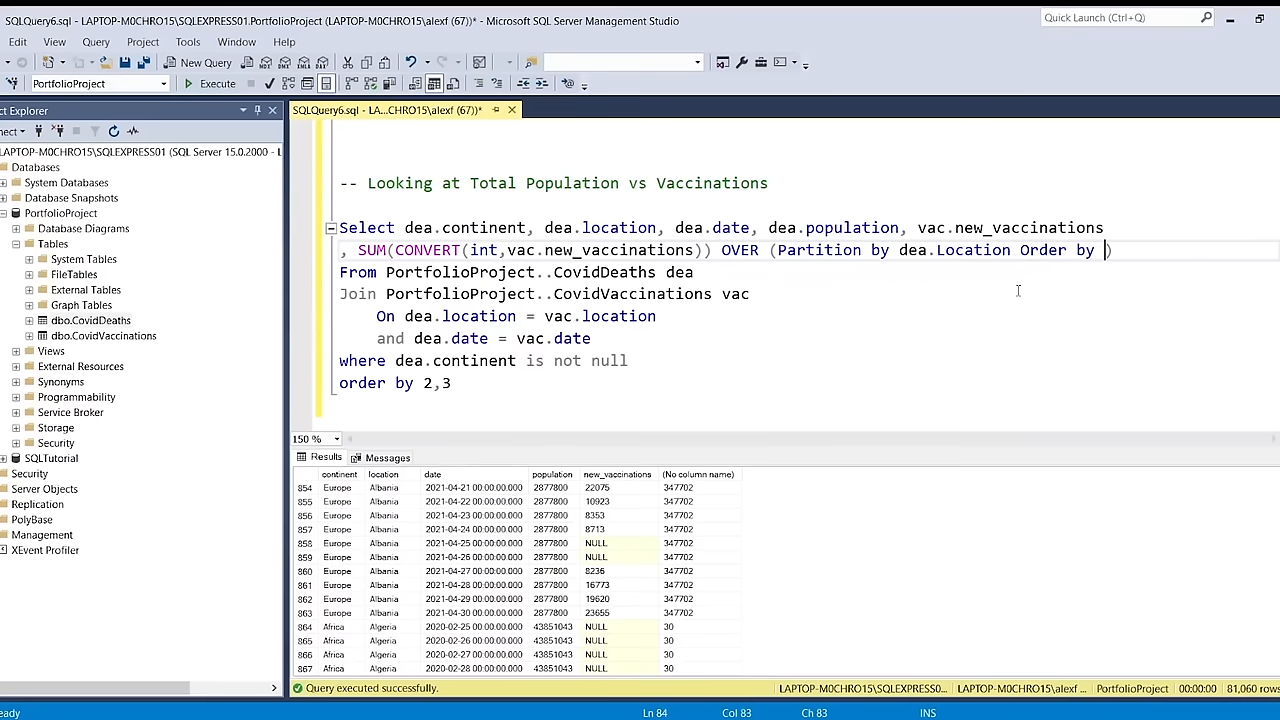 SQLQuery6.sql - LAPTOP-M0CHRO15\SQLEXPRESS01.PortfolioProject (LAPTOP-M0CHRO15\alexf (67))* - Microsoft SQL Server Management Studio
Quick Launch (Ctrl+Q)
Edit View Query Project Tools Window Help
New Query
PortfolioProject Execute
ct Explorer
SQLQuery6.sql - LA...CHRO15\alexf (67))*
nect
LAPTOP-M0CHRO15\SQLEXPRESS01 (SQL Server 15.0.2000 - L
Databases
System Databases
Database Snapshots
PortfolioProject
Database Diagrams
Tables
System Tables
FileTables
External Tables
Graph Tables
dbo.CovidDeaths
dbo.CovidVaccinations
Views
External Resources
Synonyms
Programmability
Service Broker
Storage
Security
SQLTutorial
Security
Server Objects
Replication
PolyBase
Management
XEvent Profiler
-- Looking at Total Population vs Vaccinations
Select dea.continent, dea.location, dea.date, dea.population, vac.new_vaccinations
, SUM(CONVERT(int,vac.new_vaccinations)) OVER (Partition by dea.Location Order by )
From PortfolioProject..CovidDeaths dea
Join PortfolioProject..CovidVaccinations vac
On dea.location = vac.location
and dea.date = vac.date
where dea.continent is not null
order by 2,3
150 %
Results Messages
continent location date population new_vaccinations (No column name)
854 Europe Albania 2021-04-21 00:00:00.000 2877800 22075 347702
855 Europe Albania 2021-04-22 00:00:00.000 2877800 10923 347702
856 Europe Albania 2021-04-23 00:00:00.000 2877800 8353 347702
857 Europe Albania 2021-04-24 00:00:00.000 2877800 8713 347702
858 Europe Albania 2021-04-25 00:00:00.000 2877800 NULL 347702
859 Europe Albania 2021-04-26 00:00:00.000 2877800 NULL 347702
860 Europe Albania 2021-04-27 00:00:00.000 2877800 8236 347702
861 Europe Albania 2021-04-28 00:00:00.000 2877800 16773 347702
862 Europe Albania 2021-04-29 00:00:00.000 2877800 19620 347702
863 Europe Albania 2021-04-30 00:00:00.000 2877800 23655 347702
864 Africa Algeria 2020-02-25 00:00:00.000 43851043 NULL 30
865 Africa Algeria 2020-02-26 00:00:00.000 43851043 NULL 30
866 Africa Algeria 2020-02-27 00:00:00.000 43851043 NULL 30
867 Africa Algeria 2020-02-28 00:00:00.000 43851043 NULL 30
Query executed successfully. LAPTOP-M0CHRO15\SQLEXPRESS0... LAPTOP-M0CHRO15\alexf ... PortfolioProject 00:00:00 81,060 rows
eady Ln 84 Col 83 Ch 83 INS